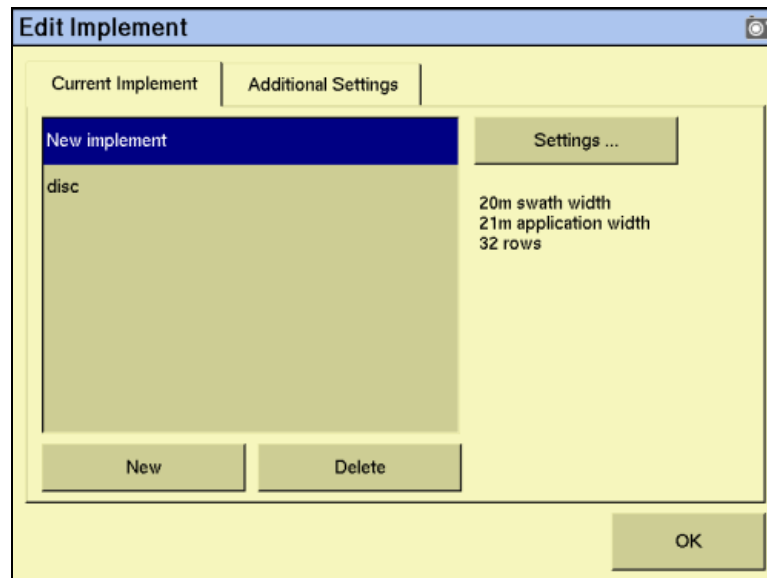 Edit Implement
Current Implement
Additional Settings
New implement
disc
Settings ...
20m swath width
21m application width
32 rows
New
Delete
OK